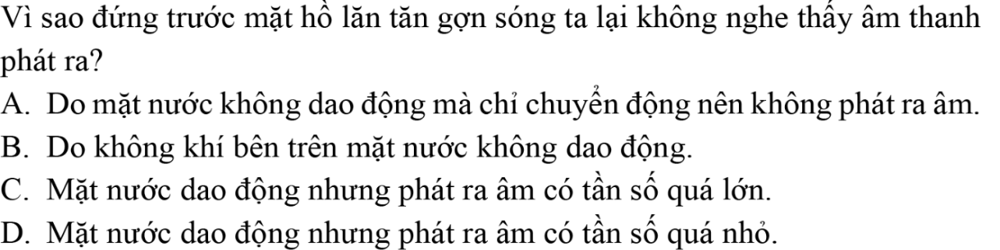 Vì sao đứng trước mặt hồ lăn tăn gợn sóng ta lại không nghe thấy âm thanh
phát ra?
A. Do mặt nước không dao động mà chỉ chuyển động nên không phát ra âm.
B. Do không khí bên trên mặt nước không dao động.
C. Mặt nước dao động nhưng phát ra âm có tần số quá lớn.
D. Mặt nước dao động nhưng phát ra âm có tần số quá nhỏ.